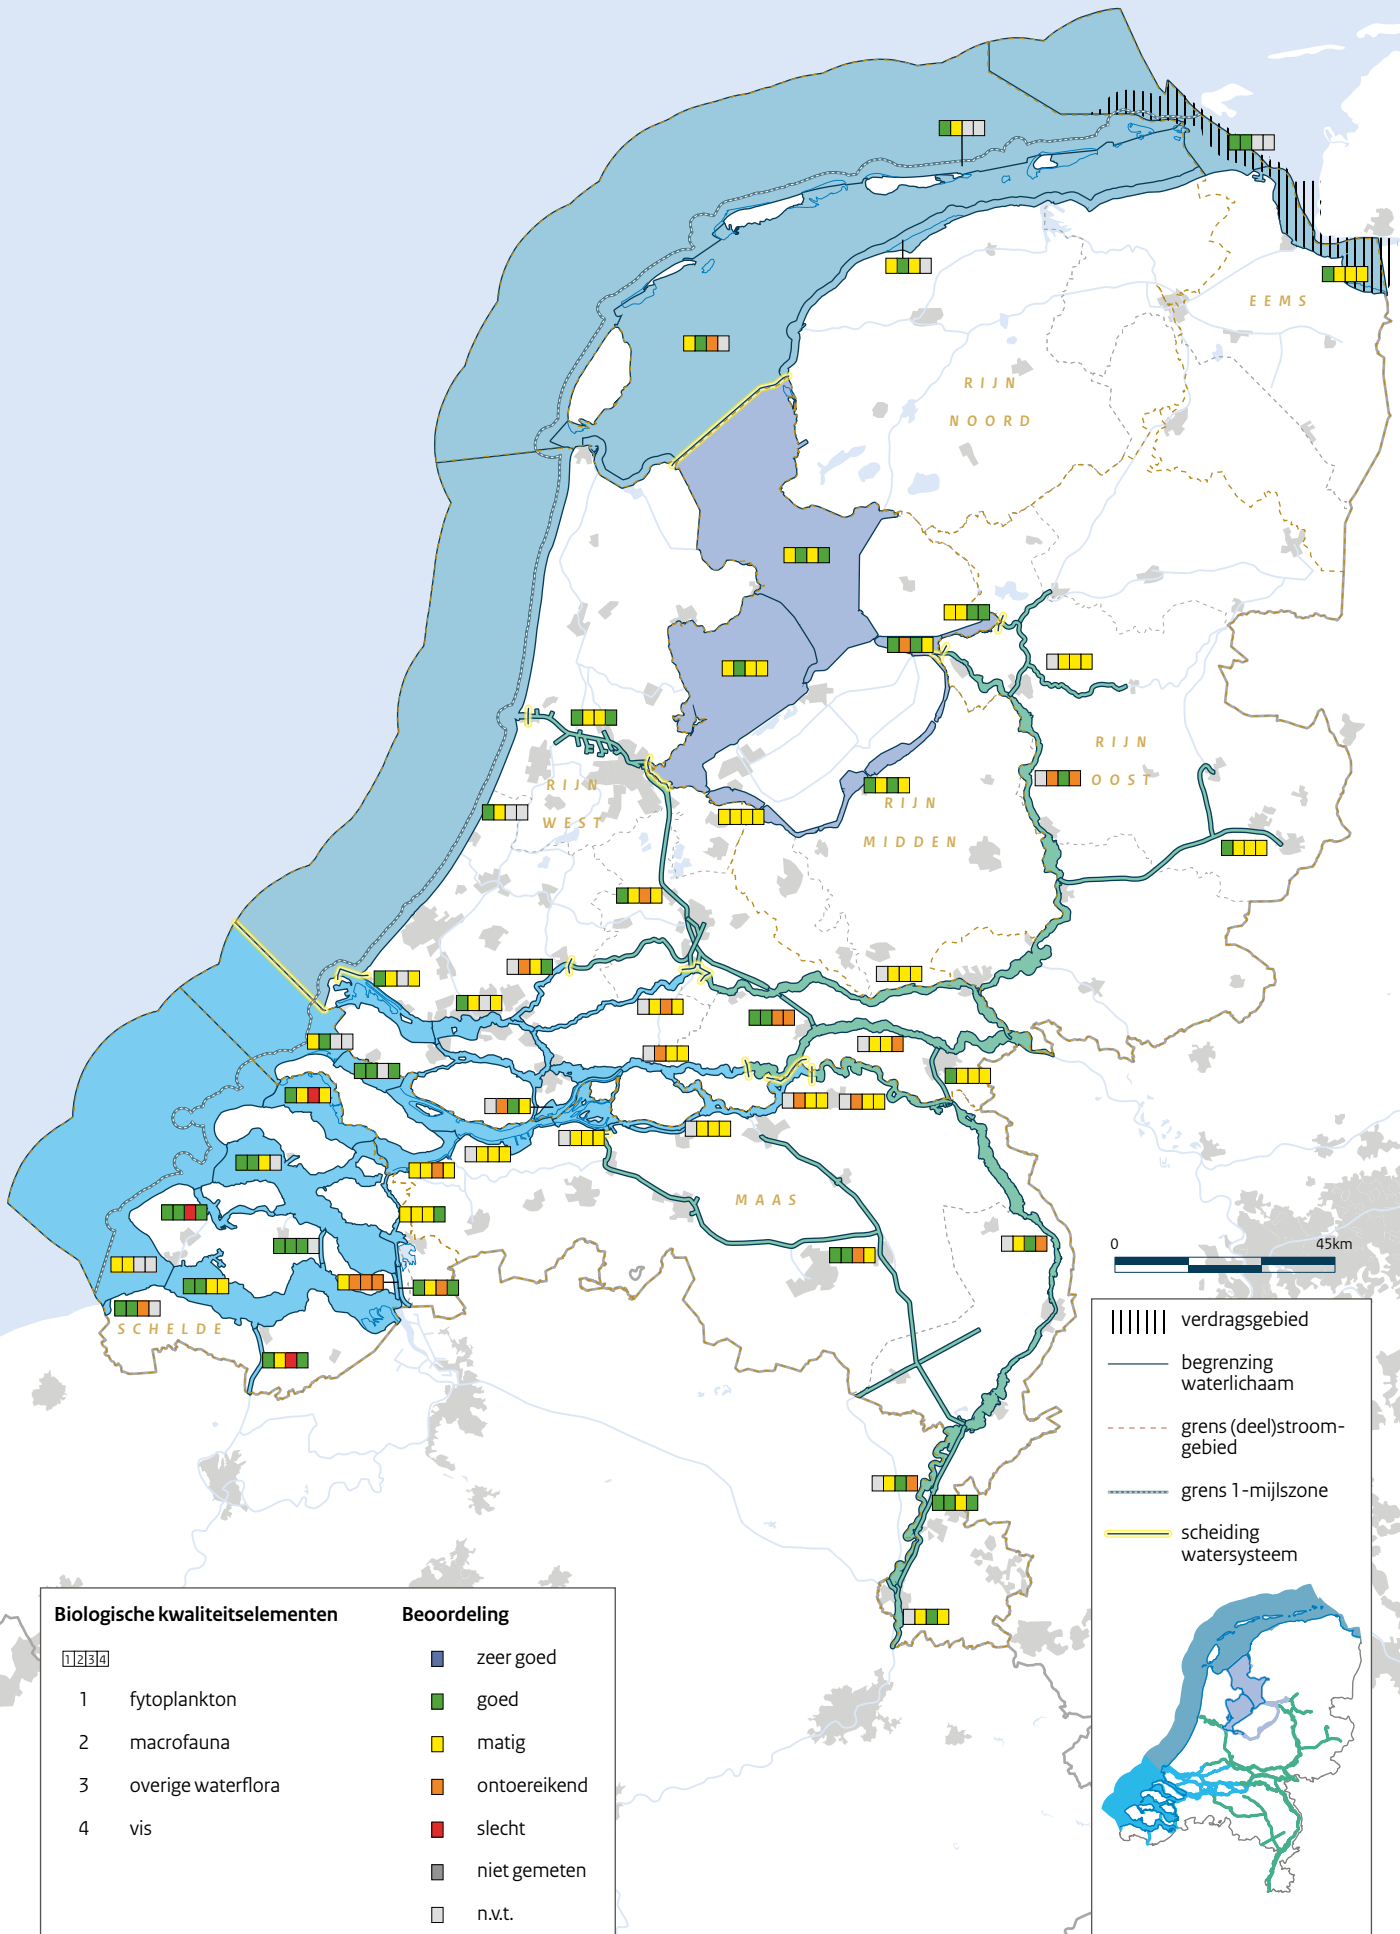 EEMS
RIJN
NOORD
RIJN
OOST
RIJN
WEST
RIJN
MIDDEN
MAAS
SCHELDE
0 45km
verdragsgebied
begrenzing
waterlichaam
grens (deel)stroom-
gebied
grens 1-mijlszone
scheiding
watersysteem
Biologische kwaliteitselementen
1 2 3 4
1 fytoplankton
2 macrofauna
3 overige waterflora
4 vis
Beoordeling
zeer goed
goed
matig
ontoereikend
slecht
niet gemeten
n.v.t.